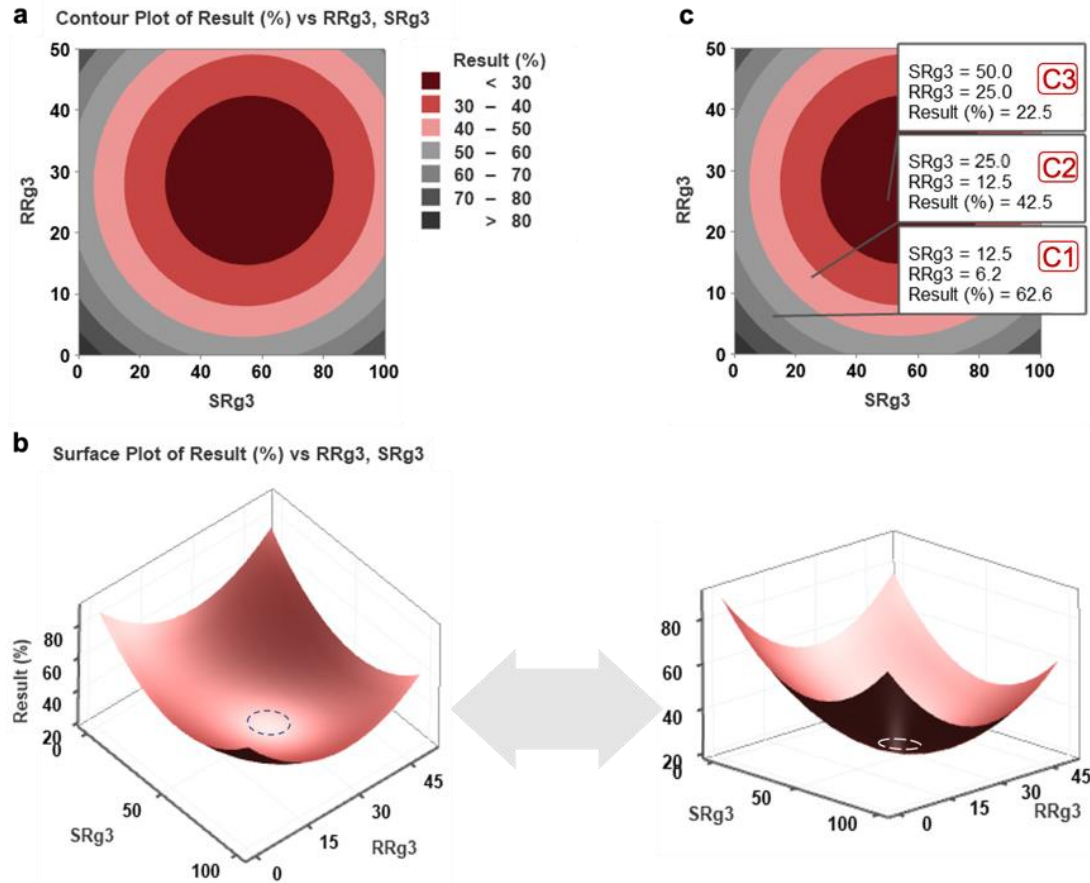 a
Contour Plot of Result (%) vs RRg3, SRg3
50
40
30
20
10
0
RRg3
0 20 40 60 80 100
SRg3
Result (%)
< 30
30 – 40
40 – 50
50 – 60
60 – 70
70 – 80
> 80
c
50
40
30
20
10
0
RRg3
0 20 40 60 80 100
SRg3
SRg3 = 50.0
RRg3 = 25.0
Result (%) = 22.5
C3
SRg3 = 25.0
RRg3 = 12.5
Result (%) = 42.5
C2
SRg3 = 12.5
RRg3 = 6.2
Result (%) = 62.6
C1
b
Surface Plot of Result (%) vs RRg3, SRg3
Result (%)
80
60
40
20
0
50
100
SRg3
0
15
30
45
RRg3
80
60
40
20
0
50
100
SRg3
0
15
30
45
RRg3